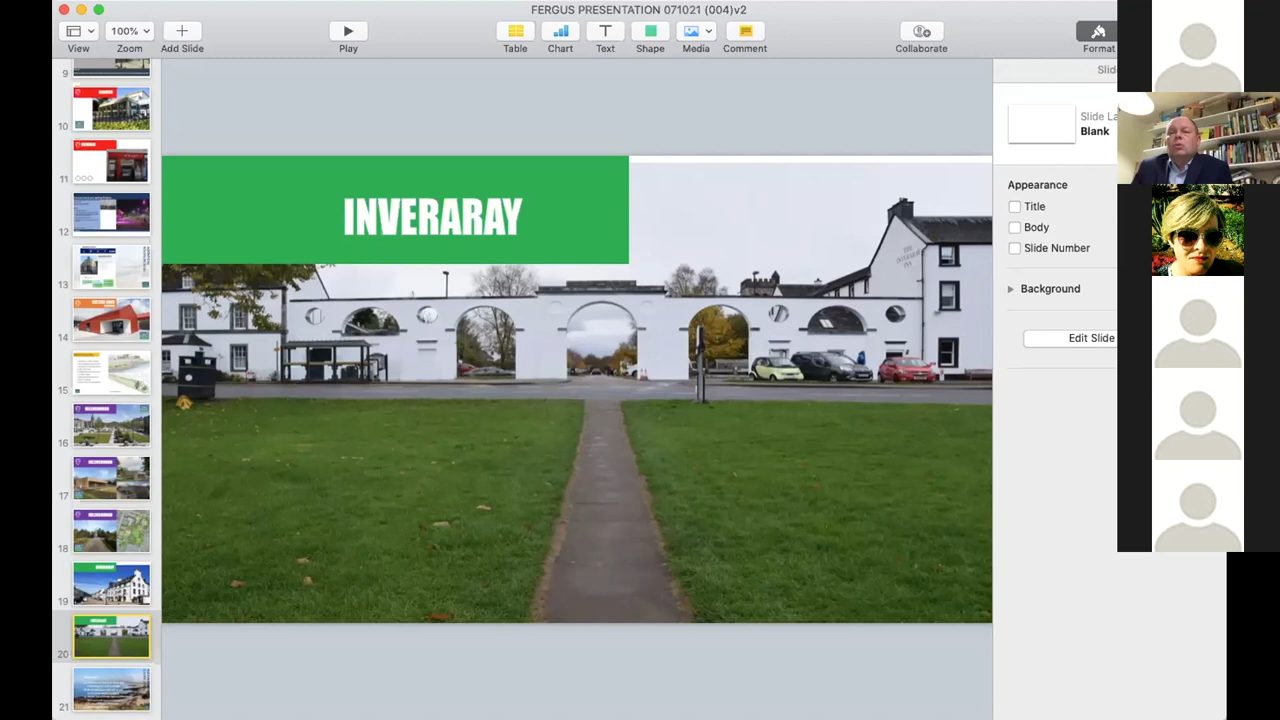 FERGUS PRESENTATION 071021 (004)v2
100%
View
Zoom
Add Slide
Play
Table
Chart
Text
Shape
Media
Comment
Collaborate
Format
9
10
11
12
13
14
15
16
17
18
19
20
21
INVERARAY
Slide La
Blank
Appearance
Title
Body
Slide Number
Background
Edit Slide